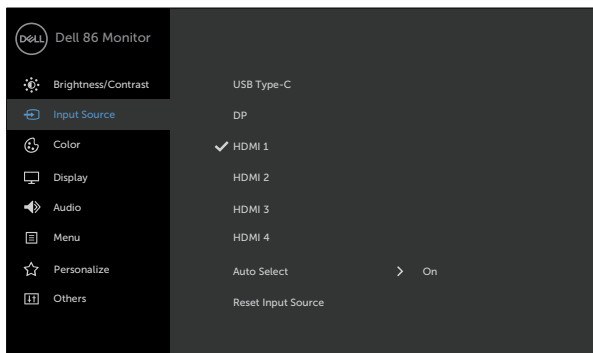 DELL Dell 86 Monitor
Brightness/Contrast
Input Source
Color
Display
Audio
Menu
Personalize
Others
USB Type-C
DP
HDMI 1
HDMI 2
HDMI 3
HDMI 4
Auto Select > On
Reset Input Source